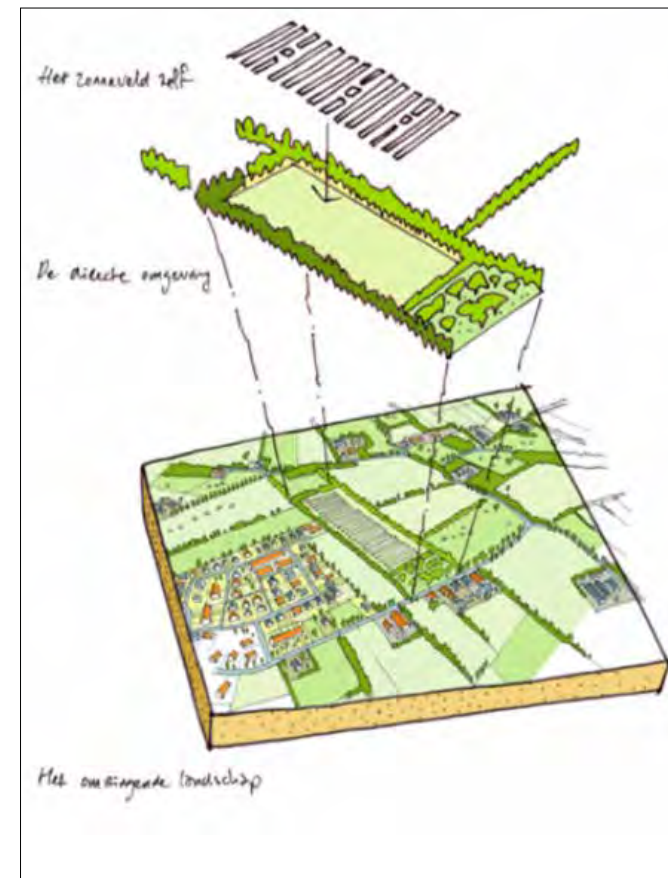 Het zonneveld zelf
De directe omgeving
Het omringende landschap